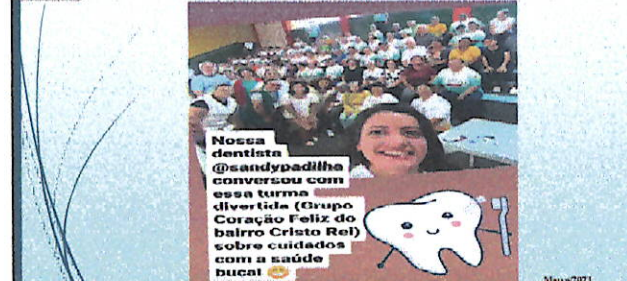 Nossa
dentista
@sandypadilha
conversou com
essa turma
divertida (Grupo
Coração Feliz do
bairro Cristo Rei)
sobre cuidados
com a saúde
bucal 😁